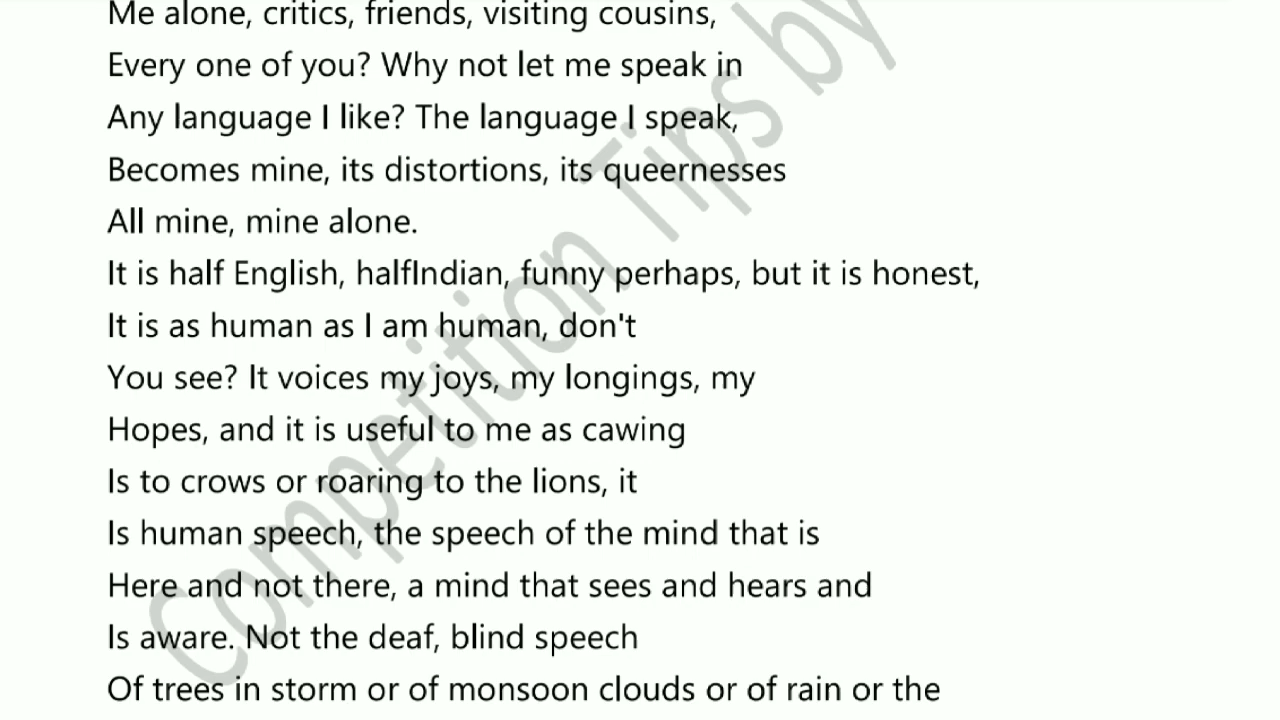 Me alone, critics, friends, visiting cousins,
Every one of you? Why not let me speak in
Any language I like? The language I speak,
Becomes mine, its distortions, its queernesses
All mine, mine alone.
It is half English, halfIndian, funny perhaps, but it is honest,
It is as human as I am human, don't
You see? It voices my joys, my longings, my
Hopes, and it is useful to me as cawing
Is to crows or roaring to the lions, it
Is human speech, the speech of the mind that is
Here and not there, a mind that sees and hears and
Is aware. Not the deaf, blind speech
Of trees in storm or of monsoon clouds or of rain or the
Competition Tips by